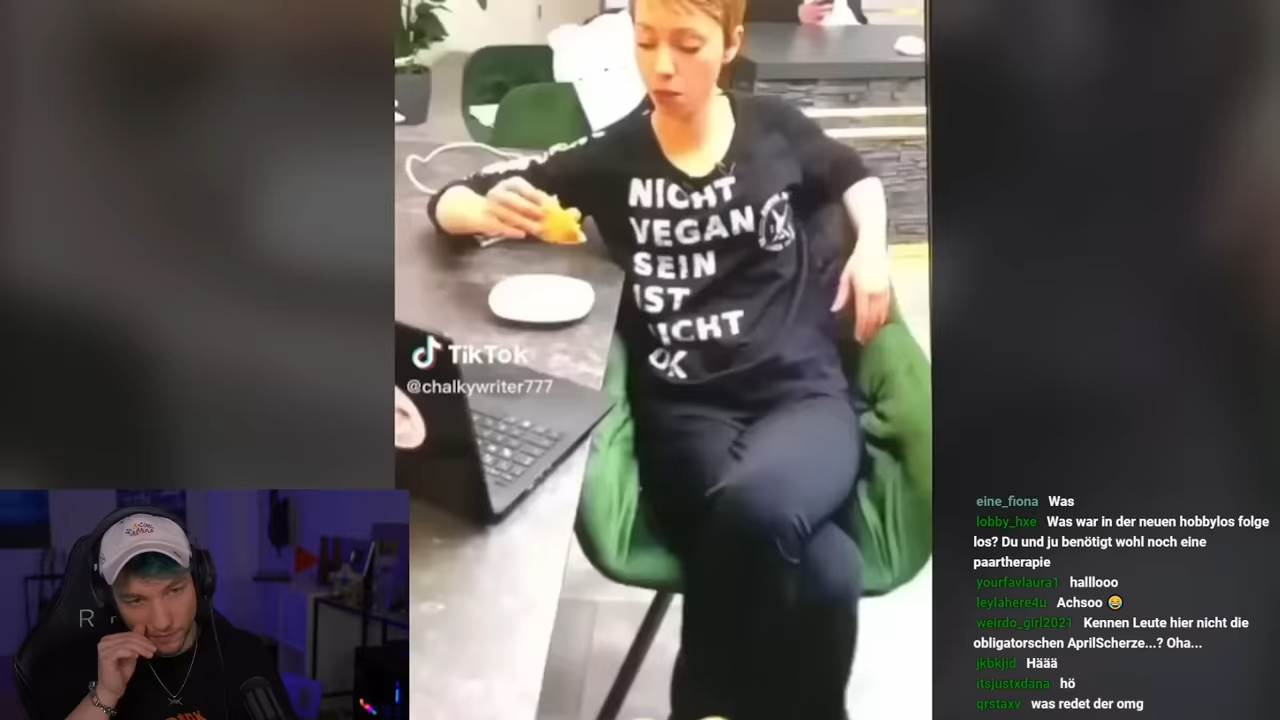 NICHT
VEGAN
SEIN
IST
NICHT
OK
TikTok
@chalkywriter777
R
eine_fiona Was
lobby_hxe Was war in der neuen hobbylos folge
los? Du und ju benötigt wohl noch eine
paartherapie
yourfavlaura1 halllooo
leylahere4u Achsoo 😂
weirdo_girl2021 Kennen Leute hier nicht die
obligatorschen AprilScherze...? Oha...
jkbkjid Häää
itsjustxdana hö
qrstaxv was redet der omg